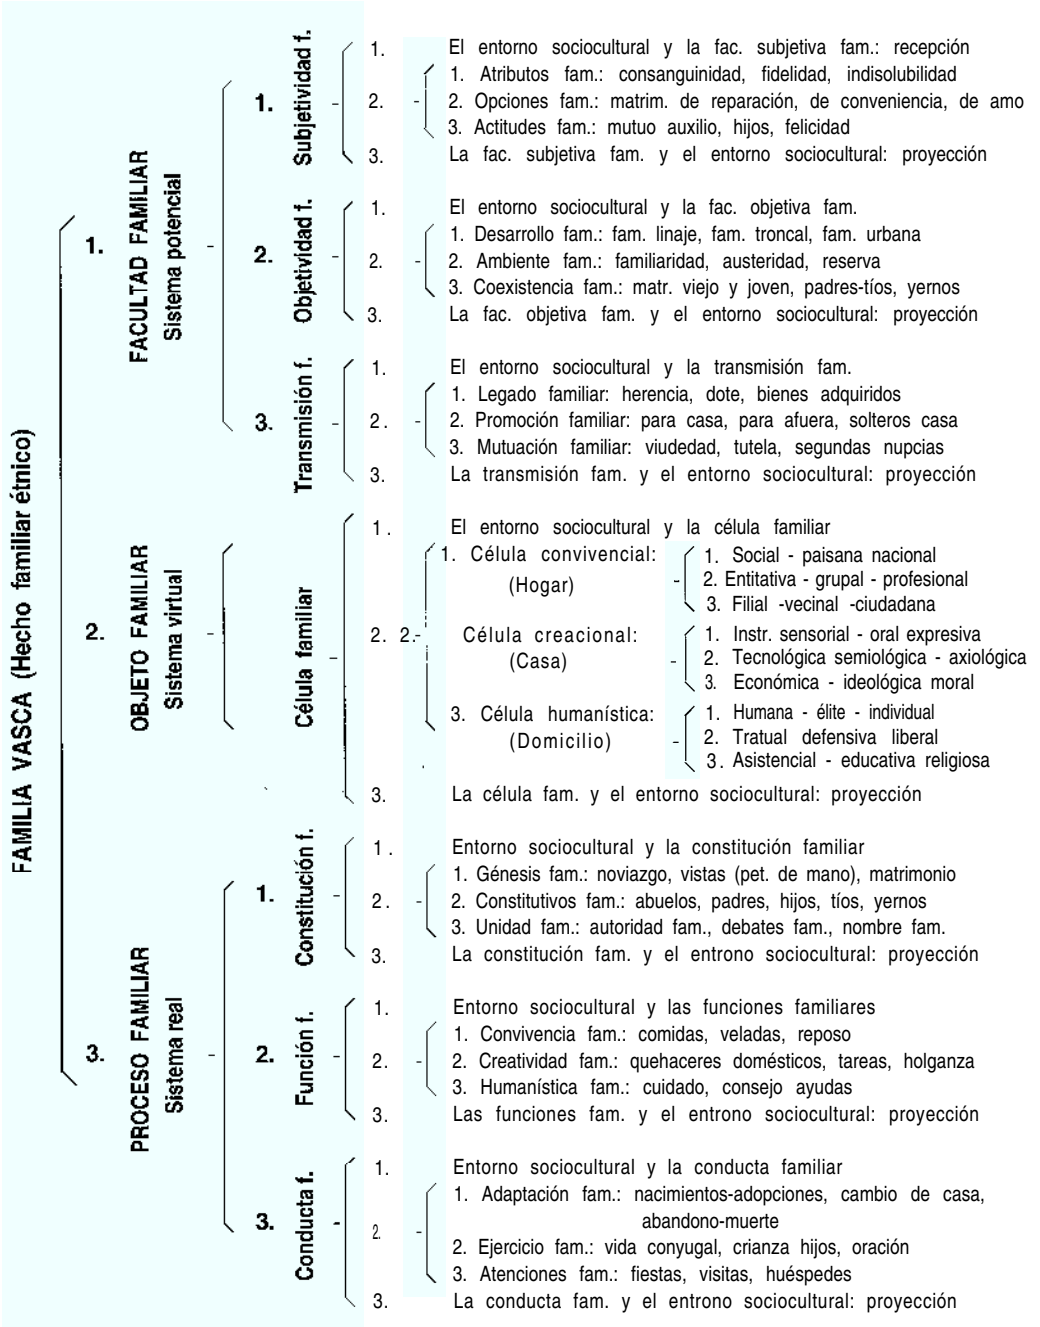 FAMILIA VASCA (Hecho familiar étnico)
1. FACULTAD FAMILIAR
Sistema potencial
1. Subjetividad f.
1. El entorno sociocultural y la fac. subjetiva fam.: recepción
2.
1. Atributos fam.: consanguinidad, fidelidad, indisolubilidad
2. Opciones fam.: matrim. de reparación, de conveniencia, de amo
3. Actitudes fam.: mutuo auxilio, hijos, felicidad
3. La fac. subjetiva fam. y el entorno sociocultural: proyección
2. Objetividad f.
1. El entorno sociocultural y la fac. objetiva fam.
2.
1. Desarrollo fam.: fam. linaje, fam. troncal, fam. urbana
2. Ambiente fam.: familiaridad, austeridad, reserva
3. Coexistencia fam.: matr. viejo y joven, padres-tíos, yernos
3. La fac. objetiva fam. y el entorno sociocultural: proyección
3. Transmisión f.
1. El entorno sociocultural y la transmisión fam.
2.
1. Legado familiar: herencia, dote, bienes adquiridos
2. Promoción familiar: para casa, para afuera, solteros casa
3. Mutuación familiar: viudedad, tutela, segundas nupcias
3. La transmisión fam. y el entorno sociocultural: proyección
2. OBJETO FAMILIAR
Sistema virtual
Célula familiar
1. El entorno sociocultural y la célula familiar
2. 2.
1. Célula convivencial:
(Hogar)
1. Social - paisana nacional
2. Entitativa - grupal - profesional
3. Filial -vecinal -ciudadana
Célula creacional:
(Casa)
1. Instr. sensorial - oral expresiva
2. Tecnológica semiológica - axiológica
3. Económica - ideológica moral
3. Célula humanística:
(Domicilio)
1. Humana - élite - individual
2. Tratual defensiva liberal
3. Asistencial - educativa religiosa
3. La célula fam. y el entorno sociocultural: proyección
3. PROCESO FAMILIAR
Sistema real
1. Constitución f.
1. Entorno sociocultural y la constitución familiar
2.
1. Génesis fam.: noviazgo, vistas (pet. de mano), matrimonio
2. Constitutivos fam.: abuelos, padres, hijos, tíos, yernos
3. Unidad fam.: autoridad fam., debates fam., nombre fam.
3. La constitución fam. y el entrono sociocultural: proyección
2. Función f.
1. Entorno sociocultural y las funciones familiares
2.
1. Convivencia fam.: comidas, veladas, reposo
2. Creatividad fam.: quehaceres domésticos, tareas, holganza
3. Humanística fam.: cuidado, consejo ayudas
3. Las funciones fam. y el entrono sociocultural: proyección
3. Conducta f.
1. Entorno sociocultural y la conducta familiar
2.
1. Adaptación fam.: nacimientos-adopciones, cambio de casa,
abandono-muerte
2. Ejercicio fam.: vida conyugal, crianza hijos, oración
3. Atenciones fam.: fiestas, visitas, huéspedes
3. La conducta fam. y el entrono sociocultural: proyección